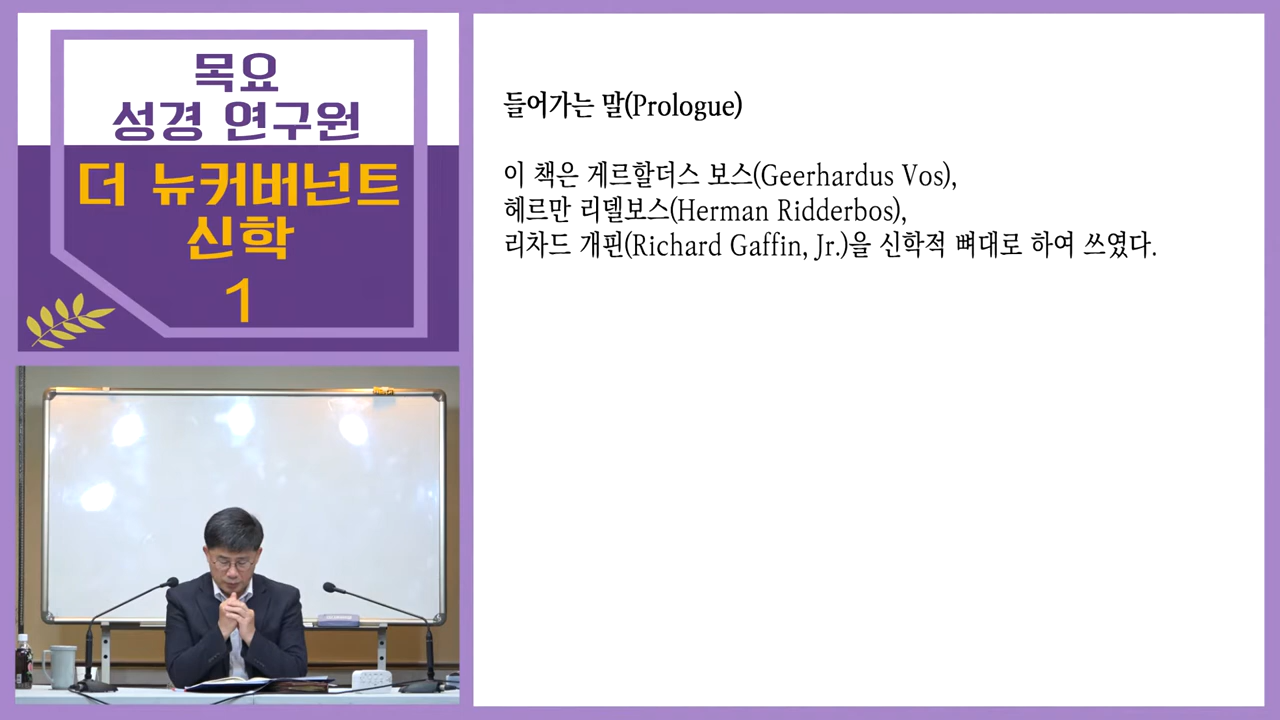 목요
성경 연구원
더 뉴커버넌트
신학
1
들어가는 말(Prologue)
이 책은 게르할더스 보스(Geerhardus Vos),
헤르만 리델보스(Herman Ridderbos),
리차드 개핀(Richard Gaffin, Jr.)을 신학적 뼈대로 하여 쓰였다.